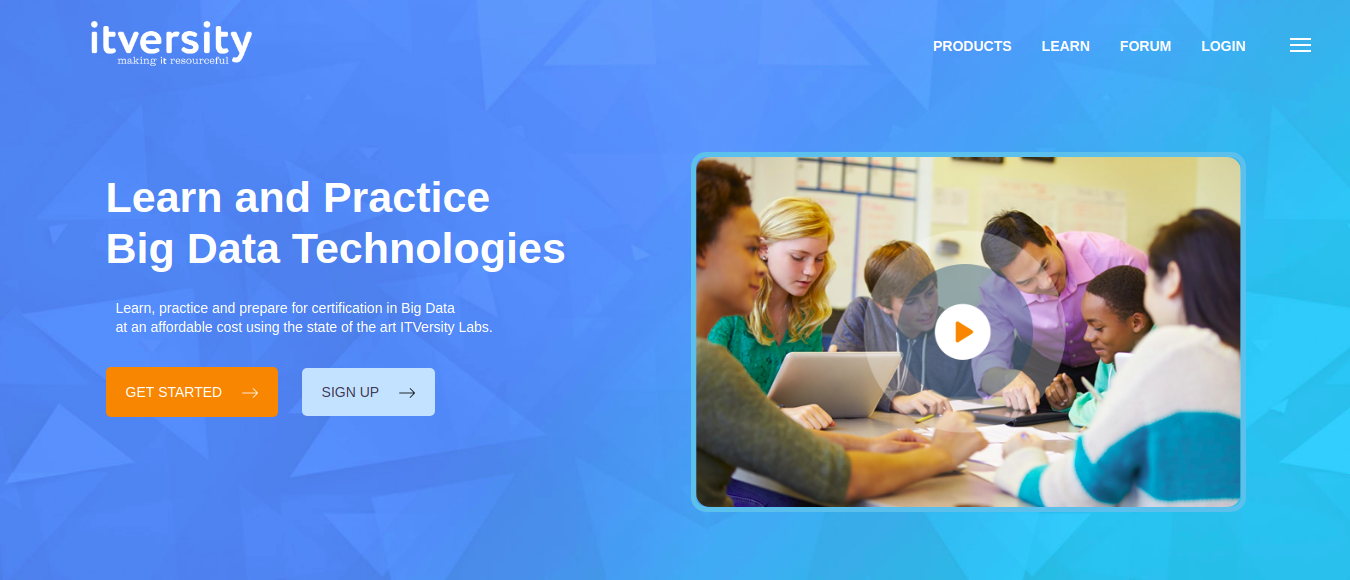 itversity
making it resourceful
PRODUCTS
LEARN
FORUM
LOGIN
Learn and Practice
Big Data Technologies
Learn, practice and prepare for certification in Big Data
at an affordable cost using the state of the art ITVersity Labs.
GET STARTED
SIGN UP